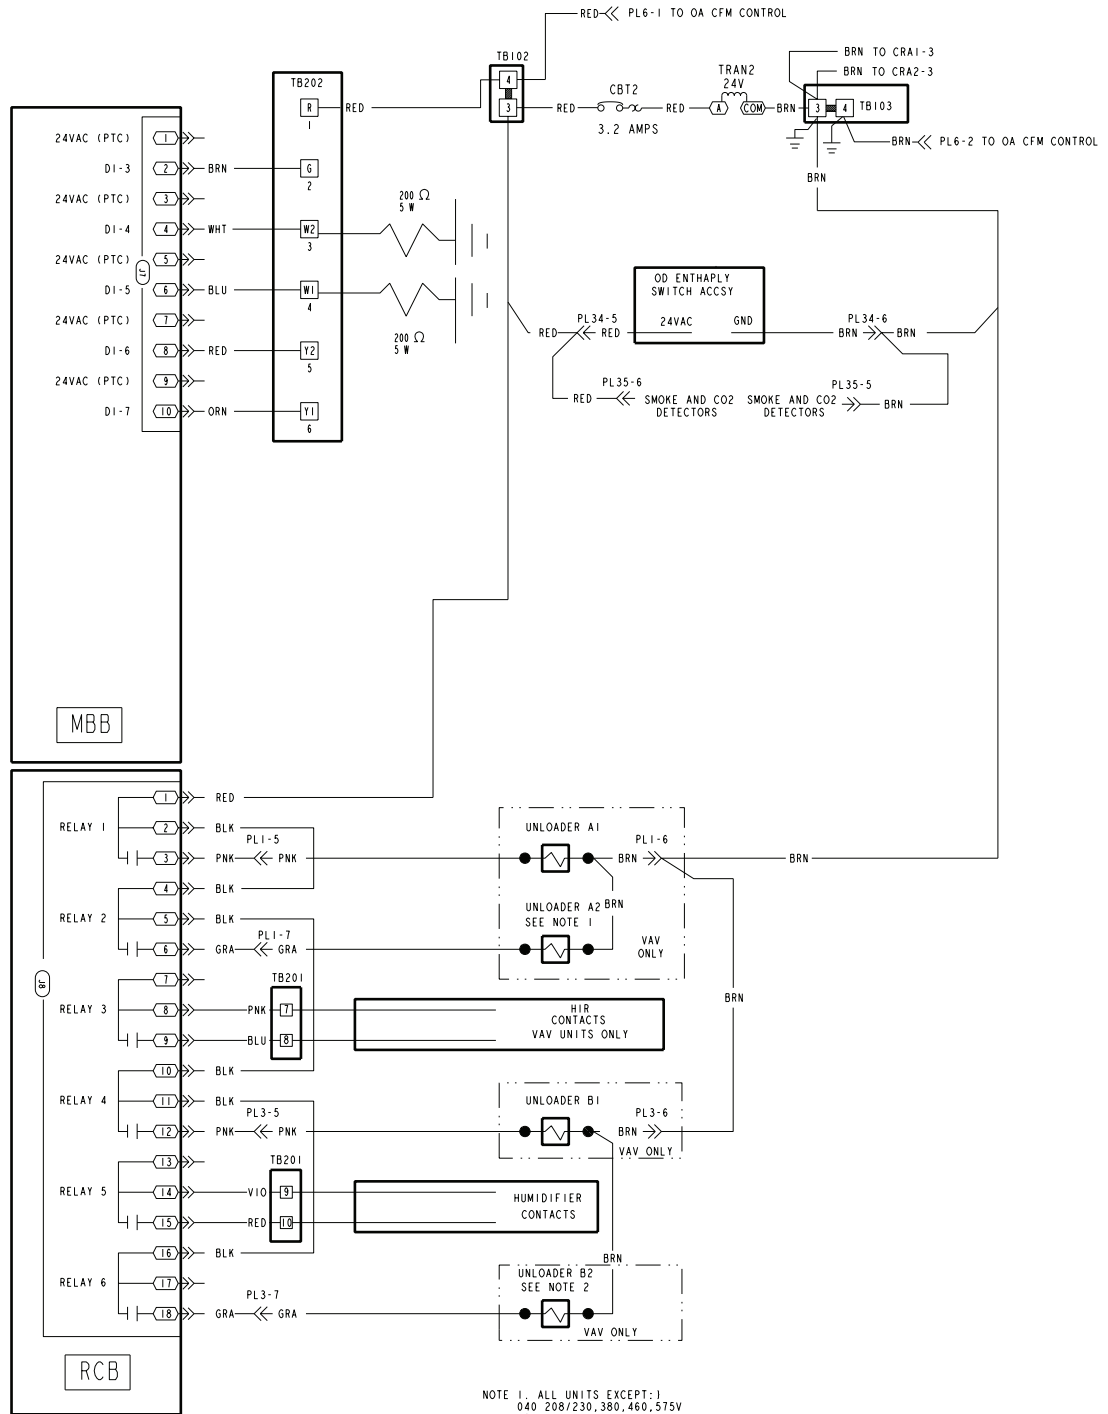 RED PL6-1 TO OA CFM CONTROL
TB102
4
3
RED
CBT2
3.2 AMPS
RED
TRAN2
24V
A
COM
BRN
BRN TO CRA1-3
BRN TO CRA2-3
3
4
TB103
BRN PL6-2 TO OA CFM CONTROL
BRN
TB202
R
1
RED
G
2
W2
3
W1
4
Y2
5
Y1
6
24VAC (PTC) 1
DI-3 2 BRN
24VAC (PTC) 3
DI-4 4 WHT
24VAC (PTC) 5
J7
DI-5 6 BLU
24VAC (PTC) 7
DI-6 8 RED
24VAC (PTC) 9
DI-7 10 ORN
200 Ω
5 W
200 Ω
5 W
OD ENTHAPLY
SWITCH ACCSY
24VAC GND
PL34-5
RED RED
PL34-6
BRN BRN
PL35-6
RED SMOKE AND CO2
DETECTORS
PL35-5
SMOKE AND CO2
DETECTORS
BRN
MBB
1 RED
RELAY 1 2 BLK
3 PNK PL1-5 PNK
4 BLK
RELAY 2 5 BLK
6 GRA PL1-7 GRA
J8
7
RELAY 3 8 PNK
9 BLU
TB201
7
8
10 BLK
RELAY 4 11 BLK
12 PNK PL3-5 PNK
13
RELAY 5 14 VIO
15 RED
TB201
9
10
16 BLK
RELAY 6 17
18 GRA PL3-7 GRA
UNLOADER A1
BRN PL1-6
BRN
BRN
UNLOADER A2
SEE NOTE 1
VAV
ONLY
HIR
CONTACTS
VAV UNITS ONLY
BRN
UNLOADER B1
PL3-6
BRN
VAV ONLY
HUMIDIFIER
CONTACTS
BRN
UNLOADER B2
SEE NOTE 2
VAV ONLY
RCB
NOTE 1. ALL UNITS EXCEPT:]
040 208/230,380,460,575V